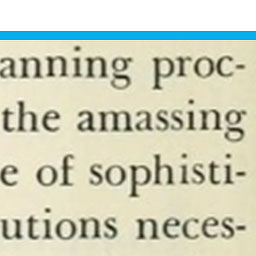 anning proc-
the amassing
e of sophisti-
utions neces-